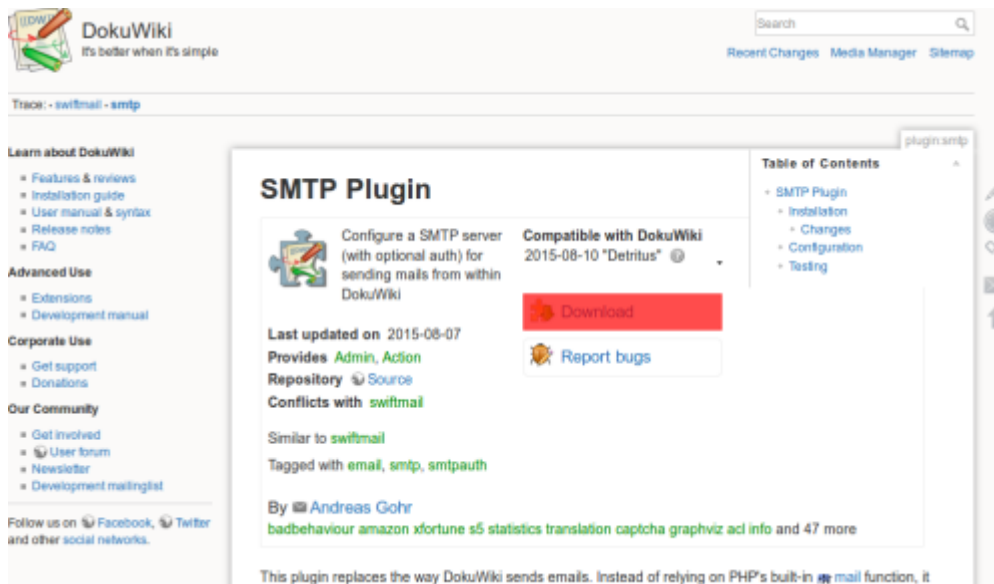 DokuWiki
It's better when it's simple
Search
Recent Changes Media Manager Sitemap
Trace: • swiftmail • smtp
plugin:smtp
Learn about DokuWiki
Features & reviews
Installation guide
User manual & syntax
Release notes
FAQ
Advanced Use
Extensions
Development manual
Corporate Use
Get support
Donations
Our Community
Get involved
User forum
Newsletter
Development mailinglist
Follow us on Facebook, Twitter
and other social networks.
SMTP Plugin
Configure a SMTP server
(with optional auth) for
sending mails from within
DokuWiki
Last updated on 2015-08-07
Provides Admin, Action
Repository Source
Conflicts with swiftmail
Similar to swiftmail
Tagged with email, smtp, smtpauth
By Andreas Gohr
badbehaviour amazon xfortune s5 statistics translation captcha graphviz acl info and 47 more
Compatible with DokuWiki
2015-08-10 "Detritus"
Download
Report bugs
Table of Contents
SMTP Plugin
Installation
Changes
Configuration
Testing
This plugin replaces the way DokuWiki sends emails. Instead of relying on PHP's built-in mail function, it